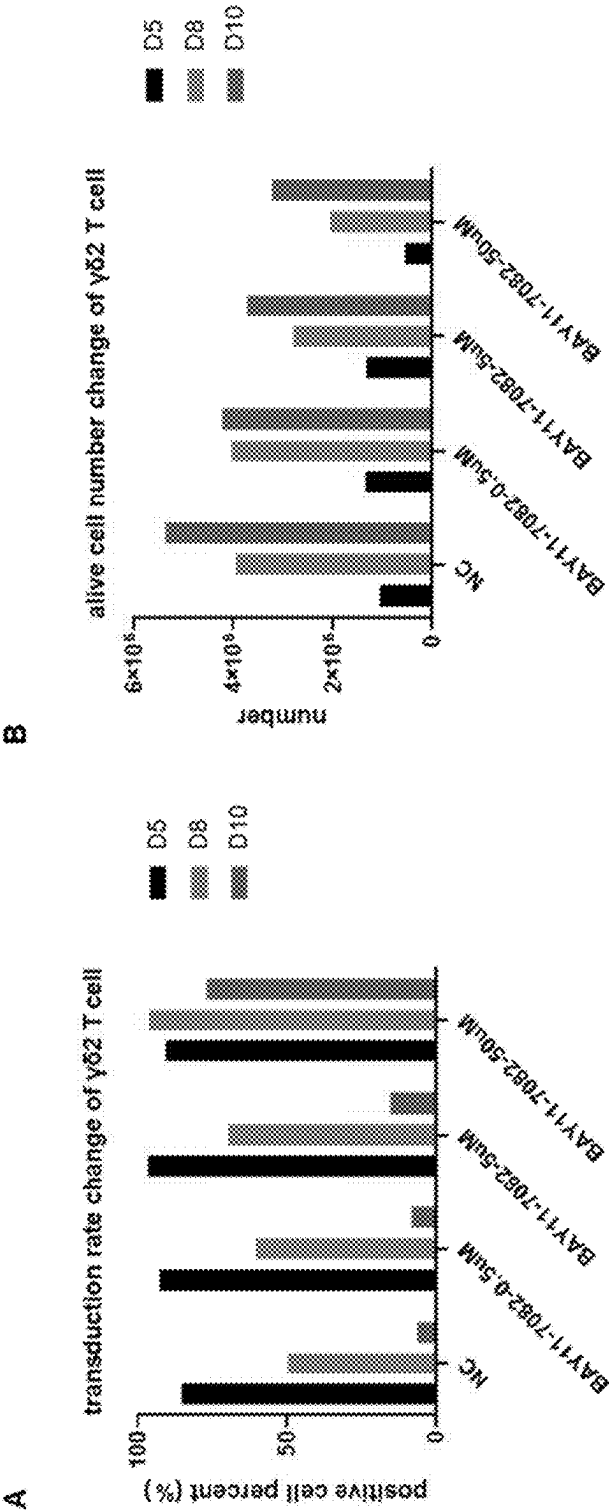 A
transduction rate change of γδ2 T cell
positive cell percent (%)
100
50
0
NC
BAY11-7082-0.5uM
BAY11-7082-5uM
BAY11-7082-50uM
D5
D8
D10
B
alive cell number change of γδ2 T cell
number
4×10⁵
2×10⁵
0
NC
BAY11-7082-0.5uM
BAY11-7082-5uM
BAY11-7082-50uM
D5
D8
D10